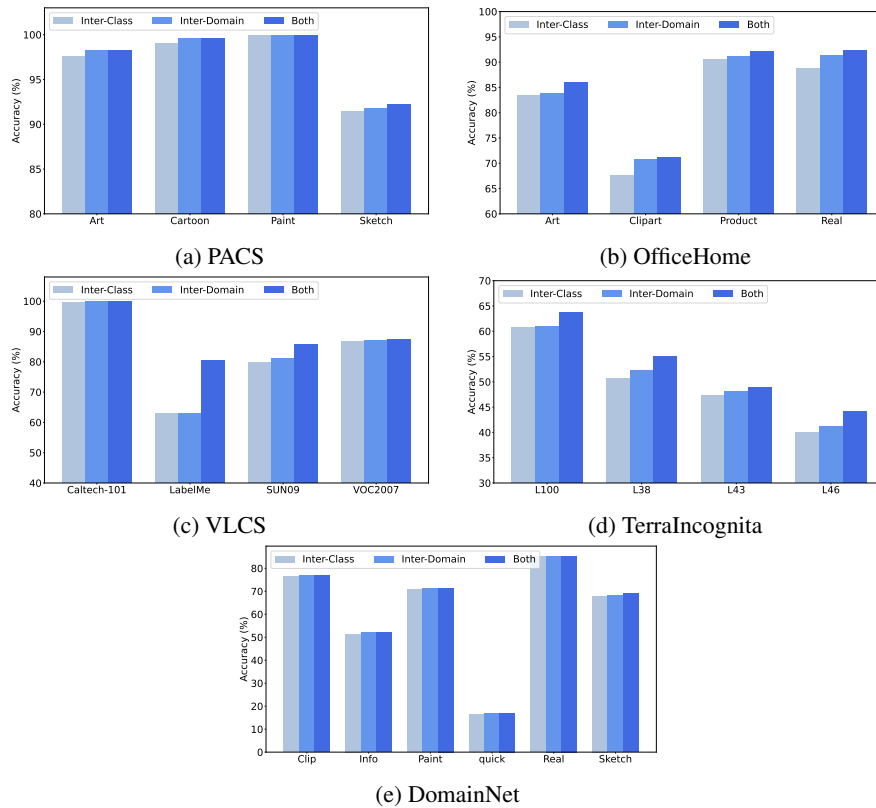 Inter-Class Inter-Domain Both
100
95
90
85
80
Accuracy (%)
Art Cartoon Paint Sketch
(a) PACS
Inter-Class Inter-Domain Both
100
95
90
85
80
75
70
65
60
Accuracy (%)
Art Clipart Product Real
(b) OfficeHome
Inter-Class Inter-Domain Both
100
90
80
70
60
50
40
Accuracy (%)
Caltech-101 LabelMe SUN09 VOC2007
(c) VLCS
Inter-Class Inter-Domain Both
70
65
60
55
50
45
40
35
30
Accuracy (%)
L100 L38 L43 L46
(d) TerraIncognita
Inter-Class Inter-Domain Both
80
70
60
50
40
30
20
10
0
Accuracy (%)
Clip Info Paint quick Real Sketch
(e) DomainNet